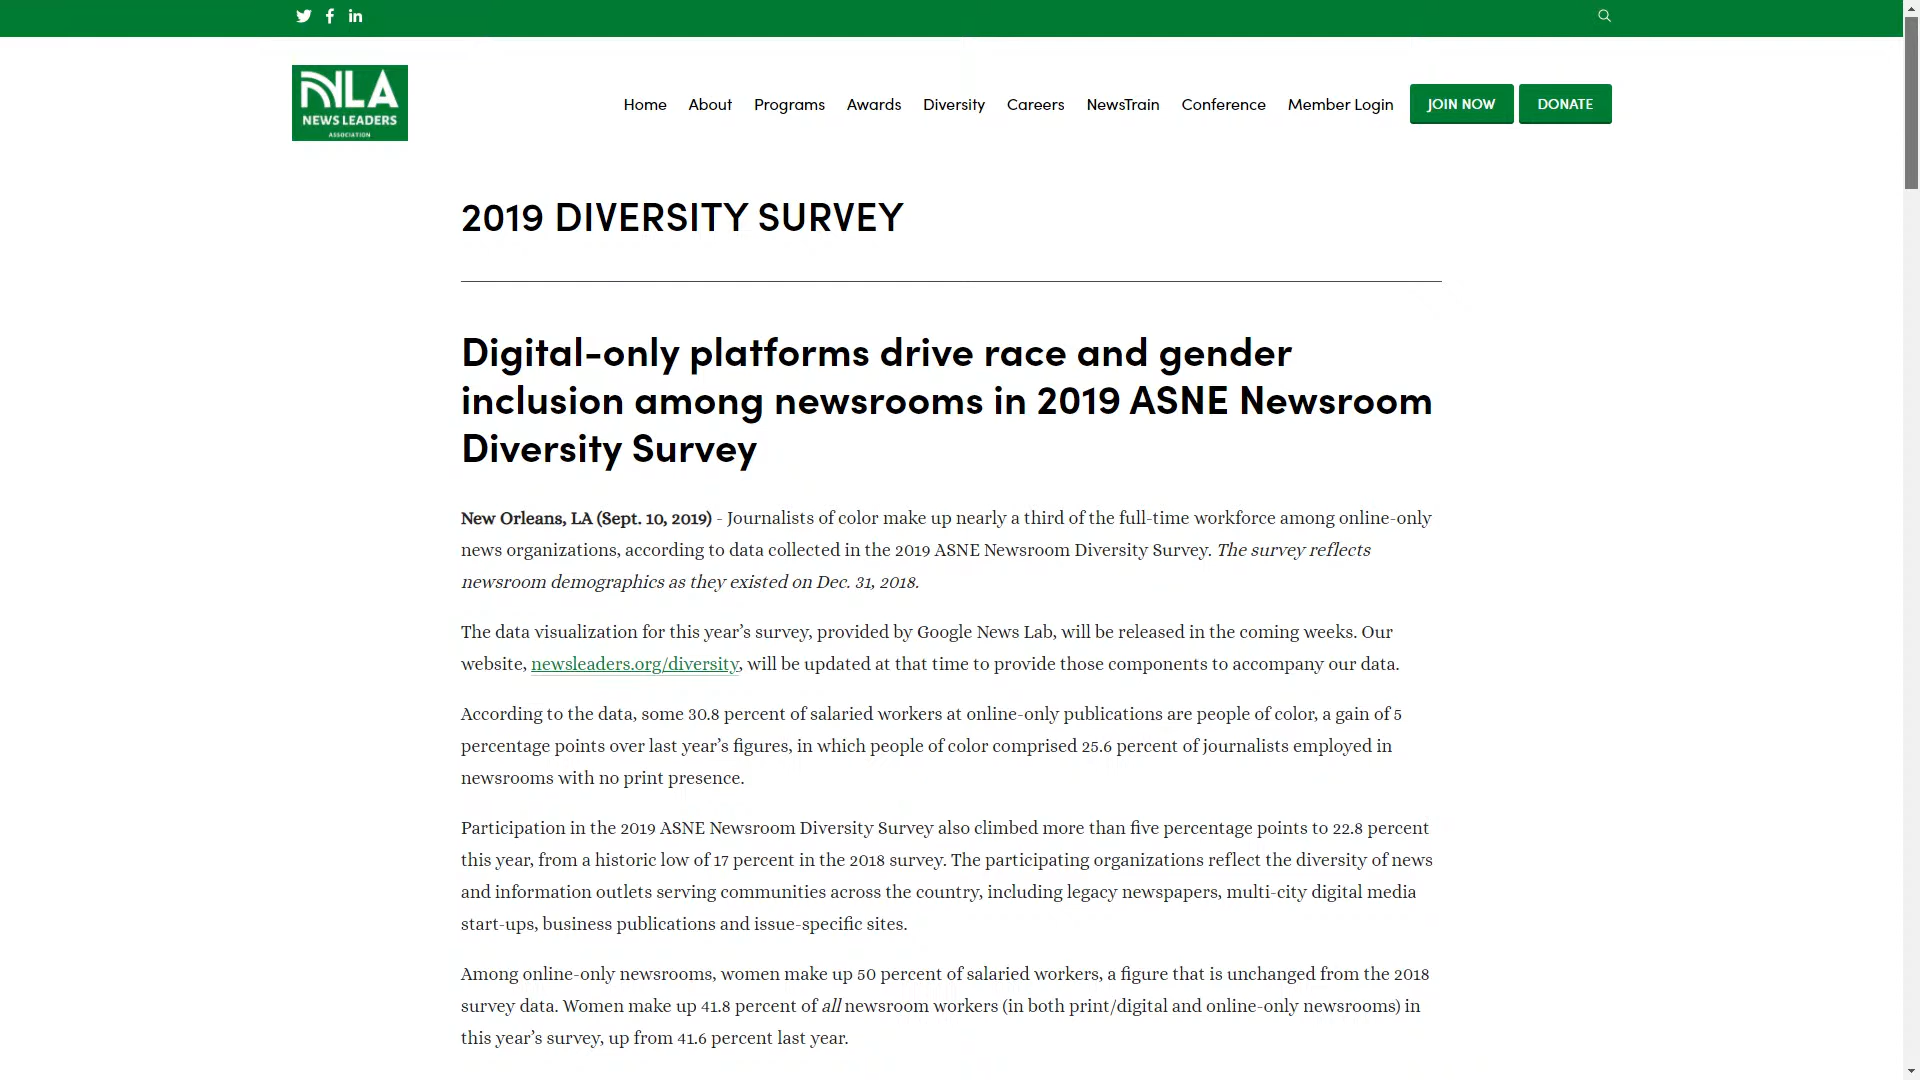 NLA
NEWS LEADERS
ASSOCIATION
Home About Programs Awards Diversity Careers NewsTrain Conference Member Login JOIN NOW DONATE
2019 DIVERSITY SURVEY
Digital-only platforms drive race and gender
inclusion among newsrooms in 2019 ASNE Newsroom
Diversity Survey
New Orleans, LA (Sept. 10, 2019) - Journalists of color make up nearly a third of the full-time workforce among online-only
news organizations, according to data collected in the 2019 ASNE Newsroom Diversity Survey. The survey reflects
newsroom demographics as they existed on Dec. 31, 2018.
The data visualization for this year’s survey, provided by Google News Lab, will be released in the coming weeks. Our
website, newsleaders.org/diversity, will be updated at that time to provide those components to accompany our data.
According to the data, some 30.8 percent of salaried workers at online-only publications are people of color, a gain of 5
percentage points over last year’s figures, in which people of color comprised 25.6 percent of journalists employed in
newsrooms with no print presence.
Participation in the 2019 ASNE Newsroom Diversity Survey also climbed more than five percentage points to 22.8 percent
this year, from a historic low of 17 percent in the 2018 survey. The participating organizations reflect the diversity of news
and information outlets serving communities across the country, including legacy newspapers, multi-city digital media
start-ups, business publications and issue-specific sites.
Among online-only newsrooms, women make up 50 percent of salaried workers, a figure that is unchanged from the 2018
survey data. Women make up 41.8 percent of all newsroom workers (in both print/digital and online-only newsrooms) in
this year’s survey, up from 41.6 percent last year.